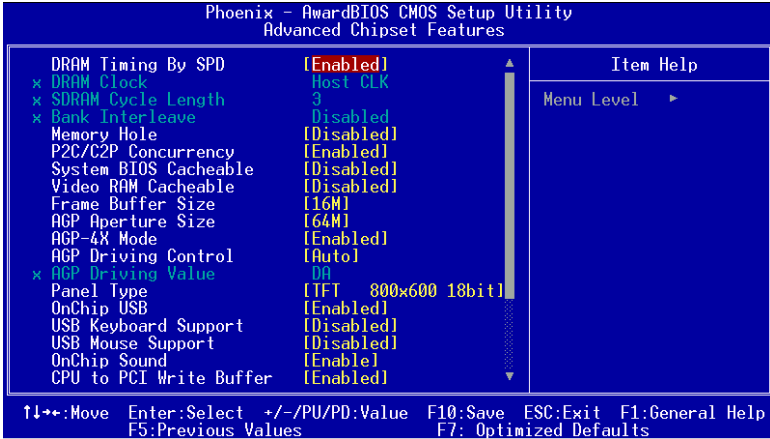 Phoenix - AwardBIOS CMOS Setup Utility
Advanced Chipset Features
DRAM Timing By SPD [Enabled]
x DRAM Clock Host CLK
x SDRAM Cycle Length 3
x Bank Interleave Disabled
Memory Hole [Disabled]
P2C/C2P Concurrency [Enabled]
System BIOS Cacheable [Disabled]
Video RAM Cacheable [Disabled]
Frame Buffer Size [16M]
AGP Aperture Size [64M]
AGP-4X Mode [Enabled]
AGP Driving Control [Auto]
x AGP Driving Value DA
Panel Type [TFT 800x600 18bit]
OnChip USB [Enabled]
USB Keyboard Support [Disabled]
USB Mouse Support [Disabled]
OnChip Sound [Enable]
CPU to PCI Write Buffer [Enabled]
Item Help
Menu Level ►
↑↓→←:Move Enter:Select +/-/PU/PD:Value F10:Save ESC:Exit F1:General Help
F5:Previous Values F7: Optimized Defaults